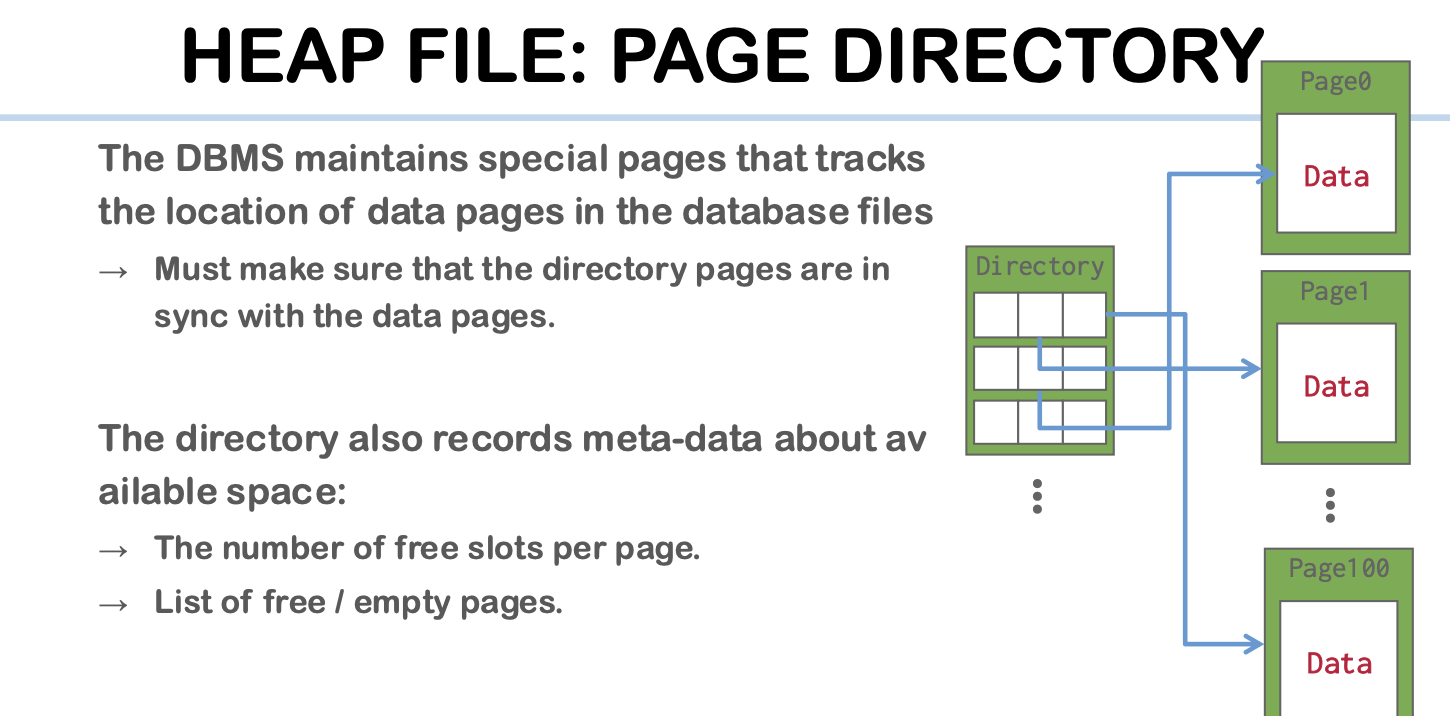 HEAP FILE: PAGE DIRECTORY
The DBMS maintains special pages that tracks
the location of data pages in the database files
→ Must make sure that the directory pages are in
sync with the data pages.
The directory also records meta-data about av
ailable space:
→ The number of free slots per page.
→ List of free / empty pages.
Directory
Page0
Data
Page1
Data
Page100
Data